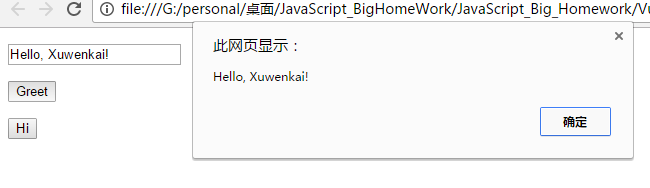 file:///G:/personal/桌面/JavaScript_BigHomeWork/JavaScript_Big_Homework/Vu
Hello, Xuwenkai!
Greet
Hi
此网页显示：
Hello, Xuwenkai!
确定